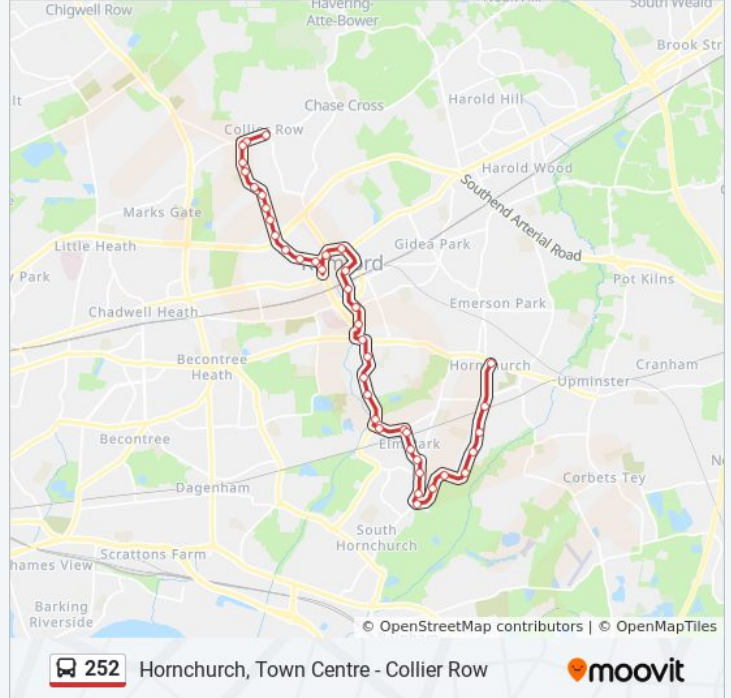 Chigwell Row
Havering-
Atte-Bower
South Weald
Brook Str
Chase Cross
Harold Hill
Collier Row
Harold Wood
Southend Arterial Road
Marks Gate
Little Heath
Gidea Park
y Park
Pot Kilns
Chadwell Heath
Emerson Park
Becontree
Heath
Hornchurch
Cranham
Upminster
Becontree
Elm Park
Corbets Tey
Dagenham
South
Hornchurch
Scrattons Farm
hames View
Barking
Riverside
© OpenStreetMap contributors | © OpenMapTiles
252 Hornchurch, Town Centre - Collier Row
moovit